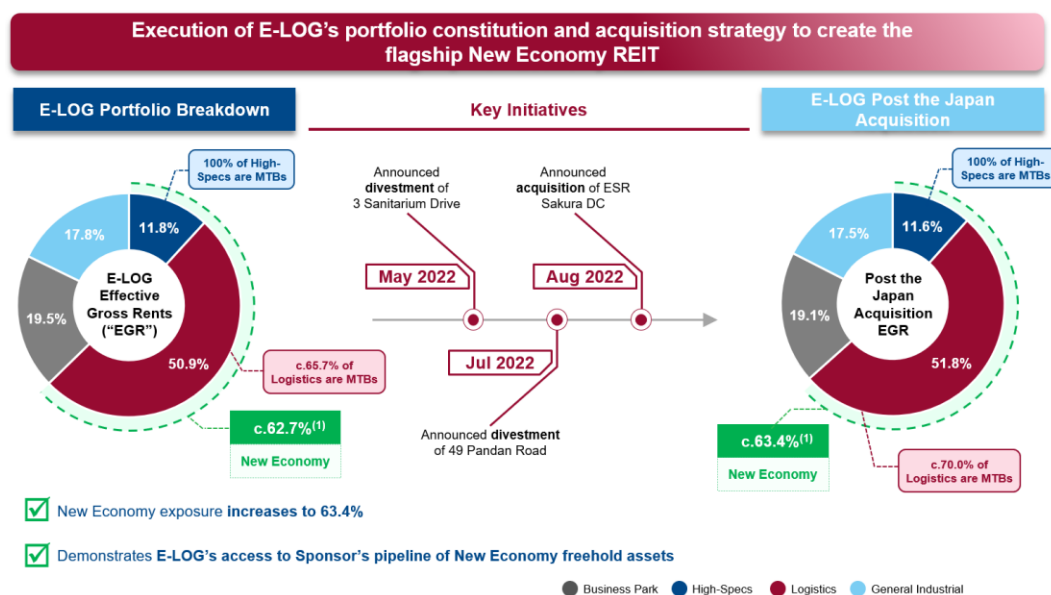 Execution of E-LOG’s portfolio constitution and acquisition strategy to create the
flagship New Economy REIT
E-LOG Portfolio Breakdown
Key Initiatives
E-LOG Post the Japan
Acquisition
100% of High-
Specs are MTBs
17.8%
11.8%
E-LOG
Effective
Gross Rents
(“EGR”)
19.5%
50.9%
c.65.7% of
Logistics are MTBs
c.62.7%(1)
New Economy
Announced
divestment of
3 Sanitarium Drive
May 2022
Announced
acquisition of ESR
Sakura DC
Aug 2022
Jul 2022
Announced divestment
of 49 Pandan Road
100% of High-
Specs are MTBs
17.5%
11.6%
Post the
Japan
Acquisition
EGR
19.1%
51.8%
c.63.4%(1)
New Economy
c.70.0% of
Logistics are MTBs
New Economy exposure increases to 63.4%
Demonstrates E-LOG’s access to Sponsor’s pipeline of New Economy freehold assets
Business Park
High-Specs
Logistics
General Industrial